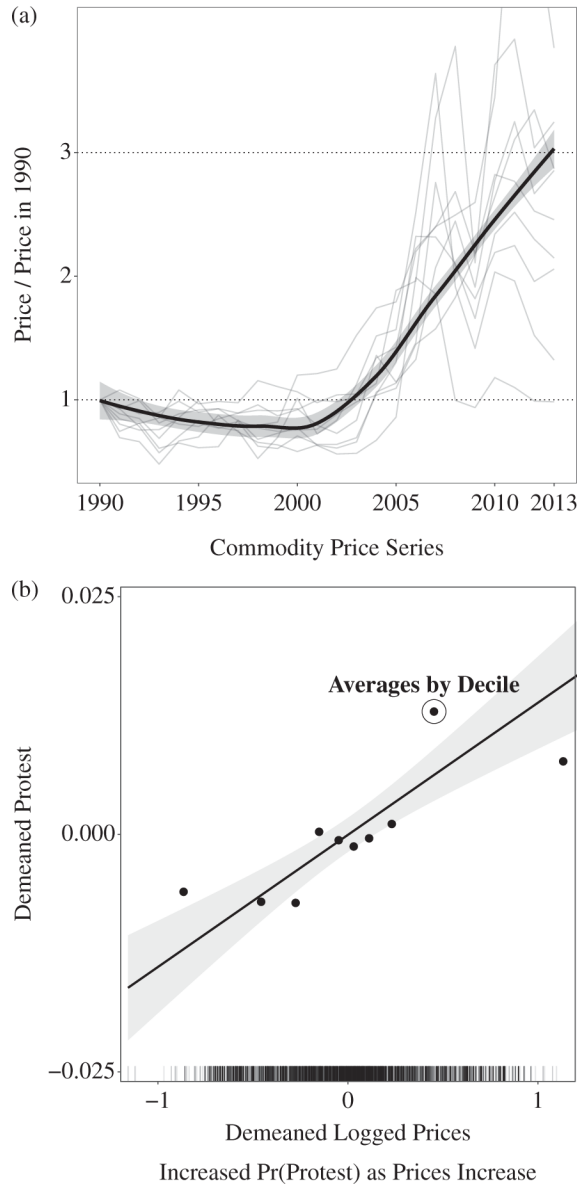 (a)
Price / Price in 1990
3
2
1
1990 1995 2000 2005 2010 2013
Commodity Price Series
(b)
Demeaned Protest
0.025
0.000
−0.025
Averages by Decile
−1 0 1
Demeaned Logged Prices
Increased Pr(Protest) as Prices Increase